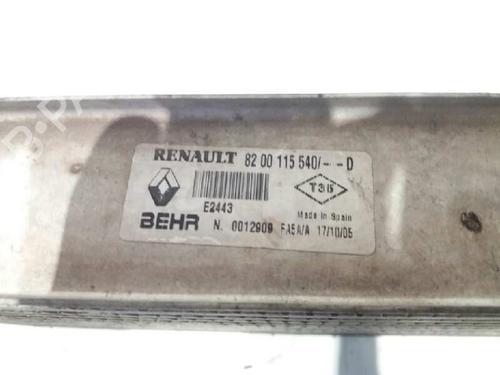 RENAULT 82 00 115 540/- -D
T35
E2443
Made in Spain
BEHR N. 0012909 FA5A/A 17/10/05